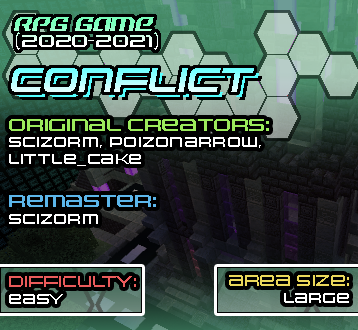 RPG GAME
(2020-2021)
CONFLICT
ORIGINAL CREATORS:
SCIZORM, POIZONARROW,
LITTLE_CAKE
REMASTER:
SCIZORM
DIFFICULTY:
EASY
AREA SIZE:
LARGE